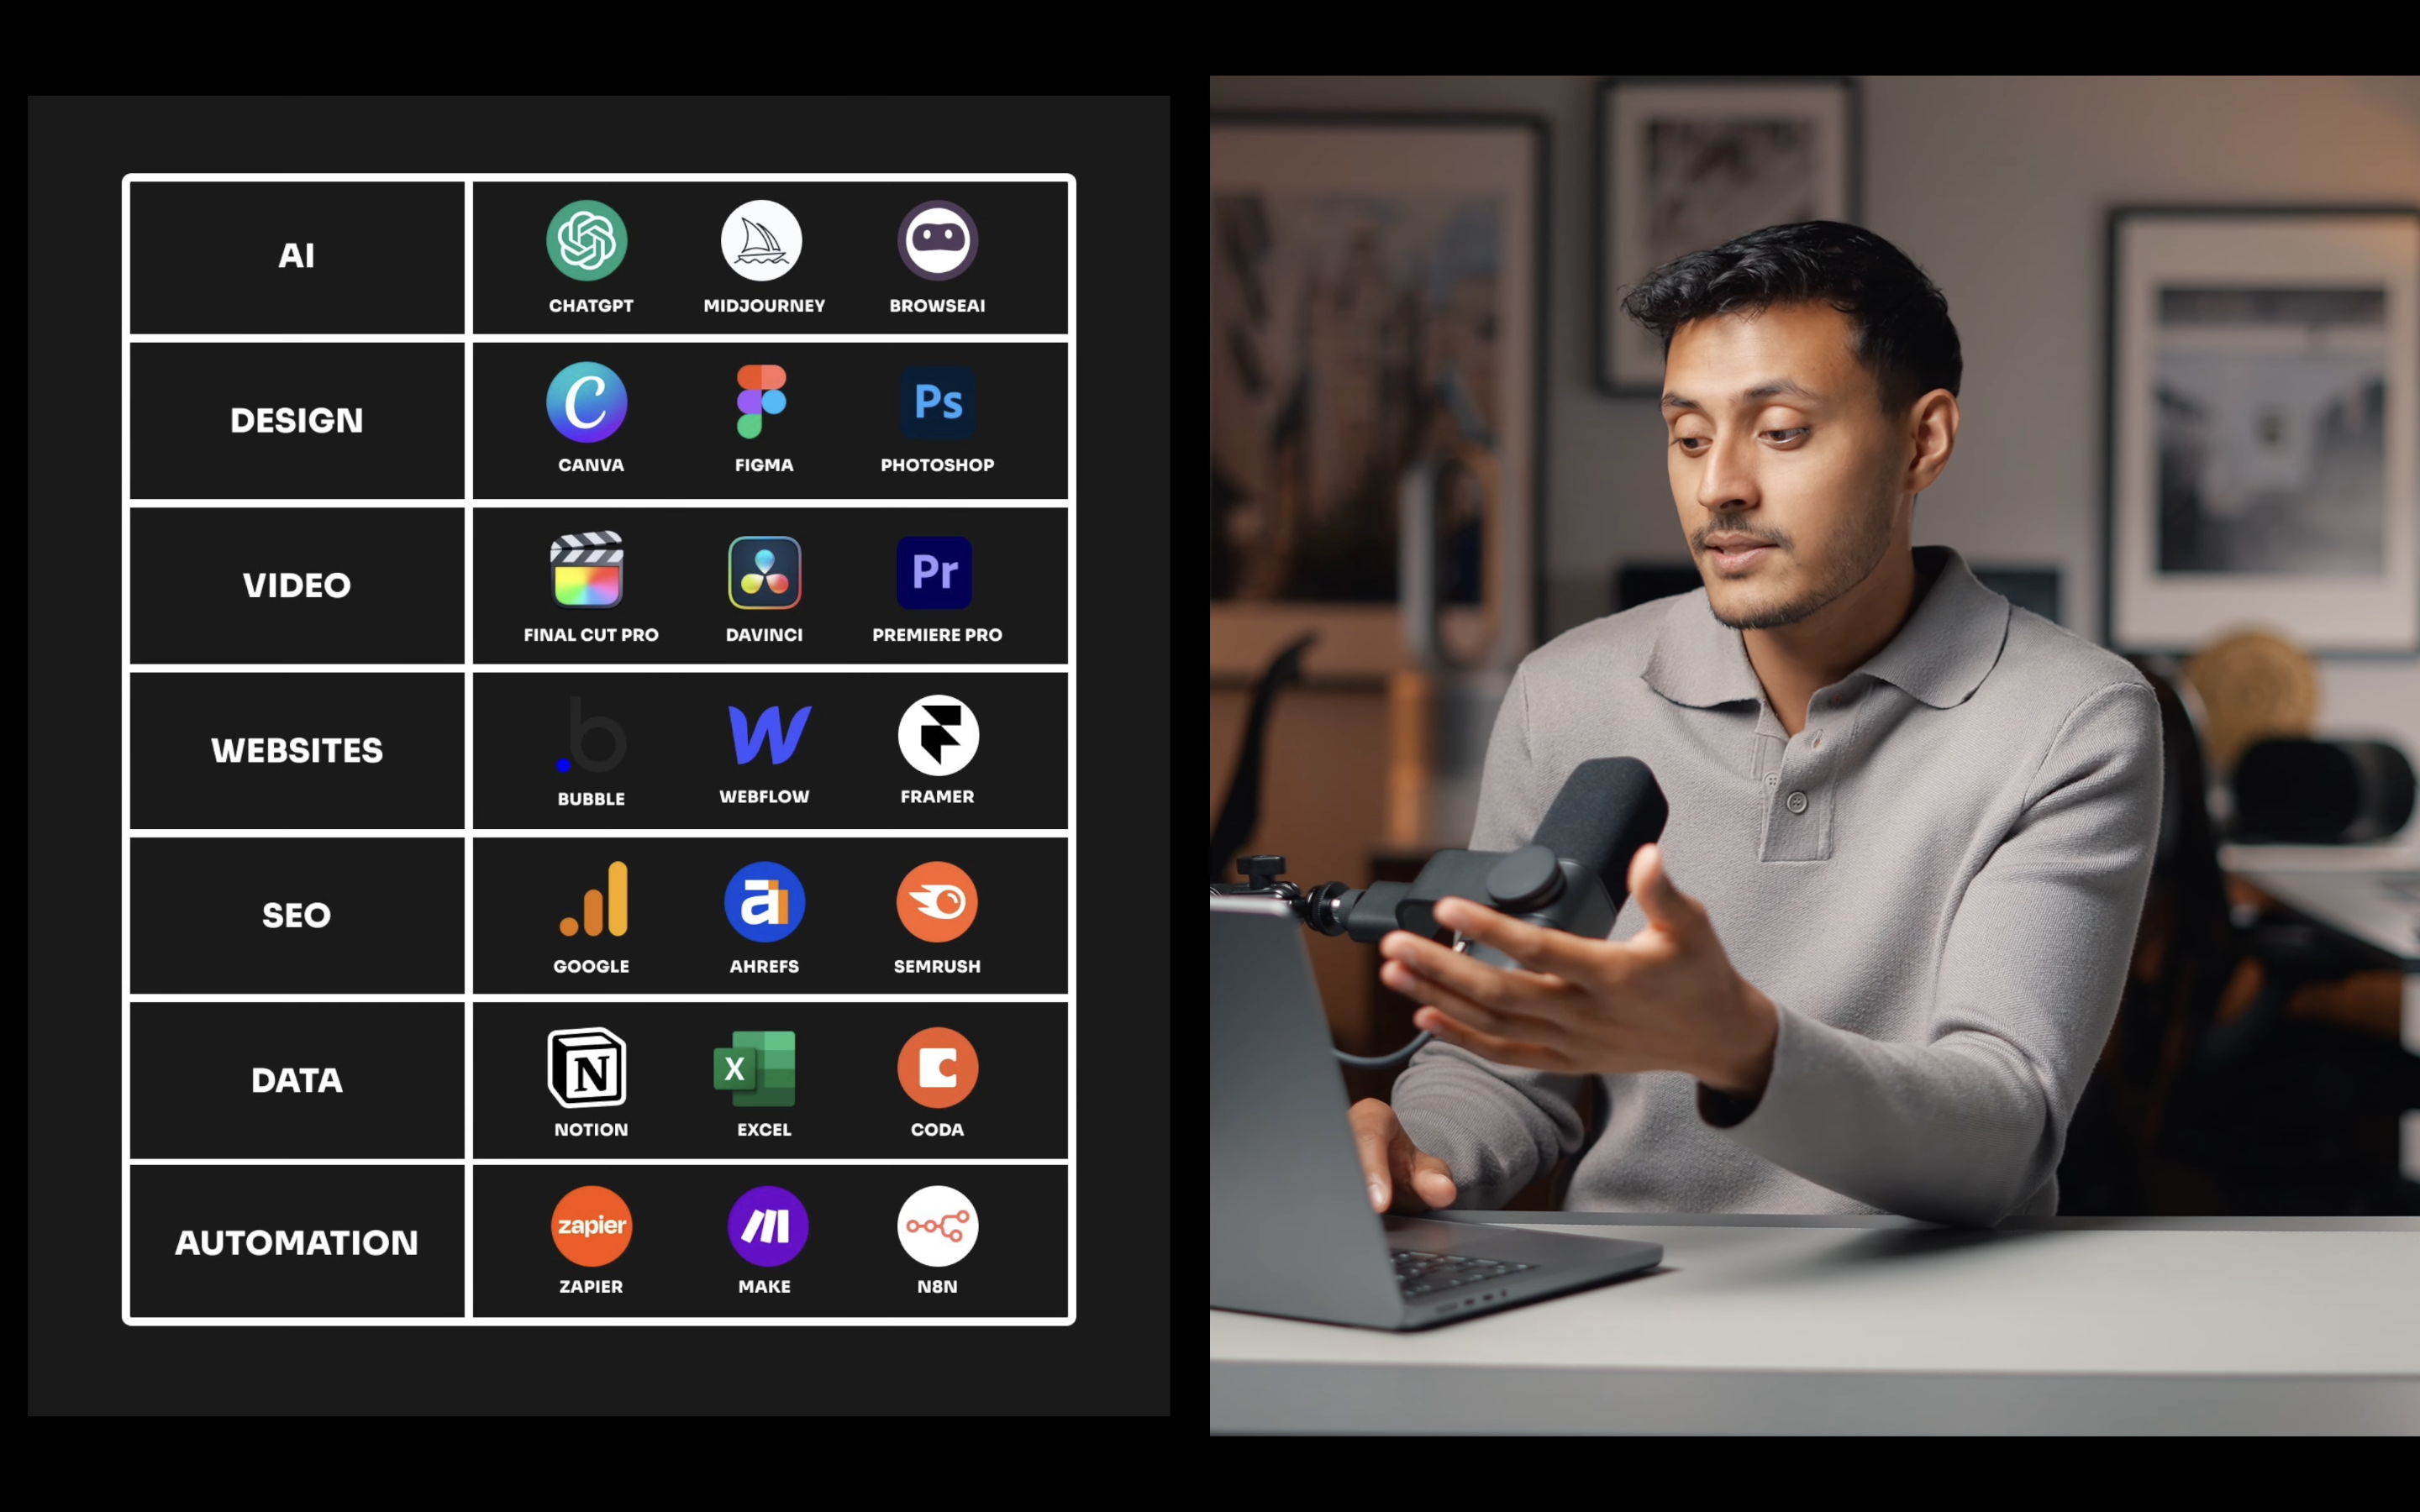 AI
CHATGPT MIDJOURNEY BROWSEAI
DESIGN
Ps
CANVA FIGMA PHOTOSHOP
VIDEO
Pr
FINAL CUT PRO DAVINCI PREMIERE PRO
WEBSITES
BUBBLE WEBFLOW FRAMER
SEO
GOOGLE AHREFS SEMRUSH
DATA
NOTION EXCEL CODA
AUTOMATION
zapier
ZAPIER MAKE N8N